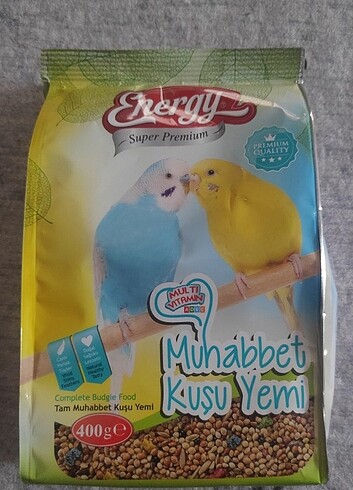 Energy
Super Premium
PREMIUM
QUALITY
MULTI
VITAMIN
Muhabbet
Kuşu Yemi
Complete Budgie Food
Tam Muhabbet Kuşu Yemi
400g e